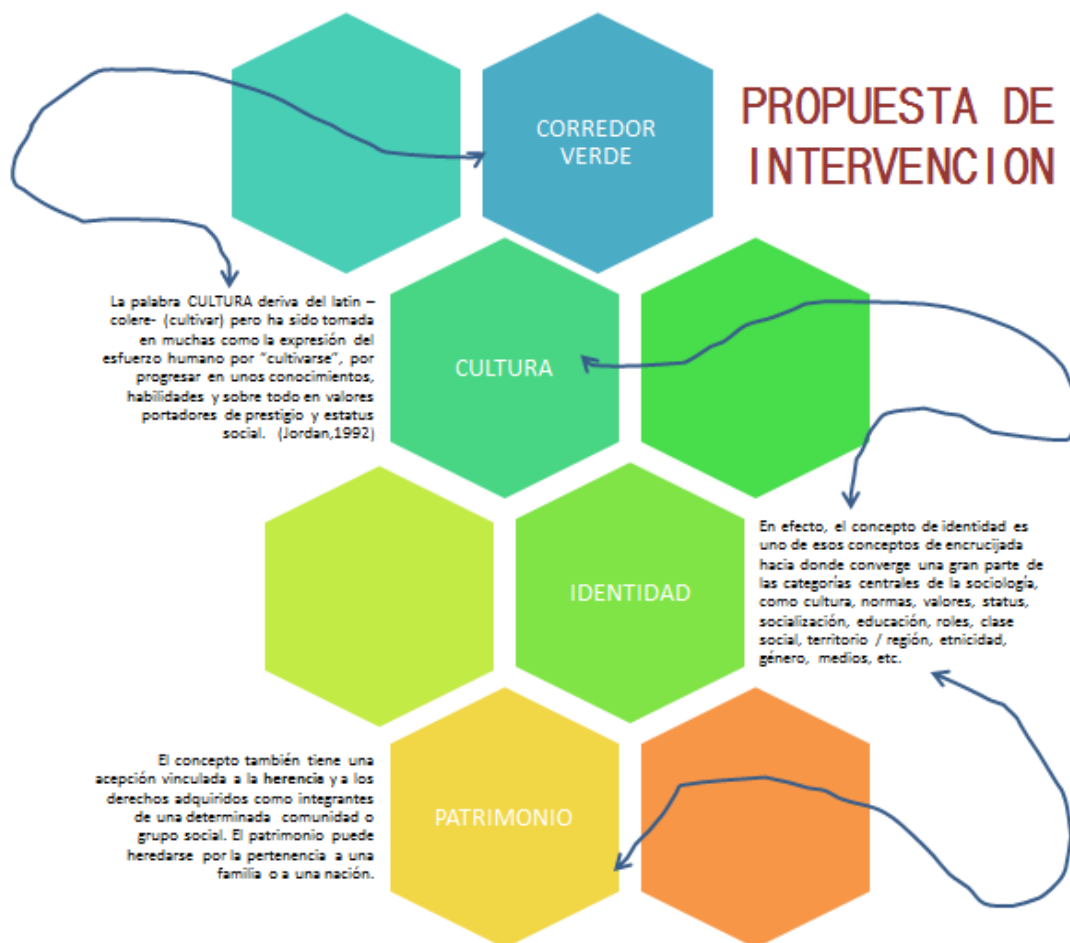 PROPUESTA DE
INTERVENCION
CORREDOR
VERDE
La palabra CULTURA deriva del latin –
colere- (cultivar) pero ha sido tomada
en muchas como la expresión del
esfuerzo humano por “cultivarse”, por
progresar en unos conocimientos,
habilidades y sobre todo en valores
portadores de prestigio y estatus
social. (Jordan,1992)
CULTURA
En efecto, el concepto de identidad es
uno de esos conceptos de encrucijada
hacia donde converge una gran parte de
las categorías centrales de la sociología,
como cultura, normas, valores, status,
socialización, educación, roles, clase
social, territorio / región, etnicidad,
género, medios, etc.
IDENTIDAD
El concepto también tiene una
acepción vinculada a la herencie y a los
derechos adquiridos como integrantes
de una determinada comunidad o
grupo social. El patrimonio puede
heredarse por la pertenencia a una
familia o a una nación.
PATRIMONIO